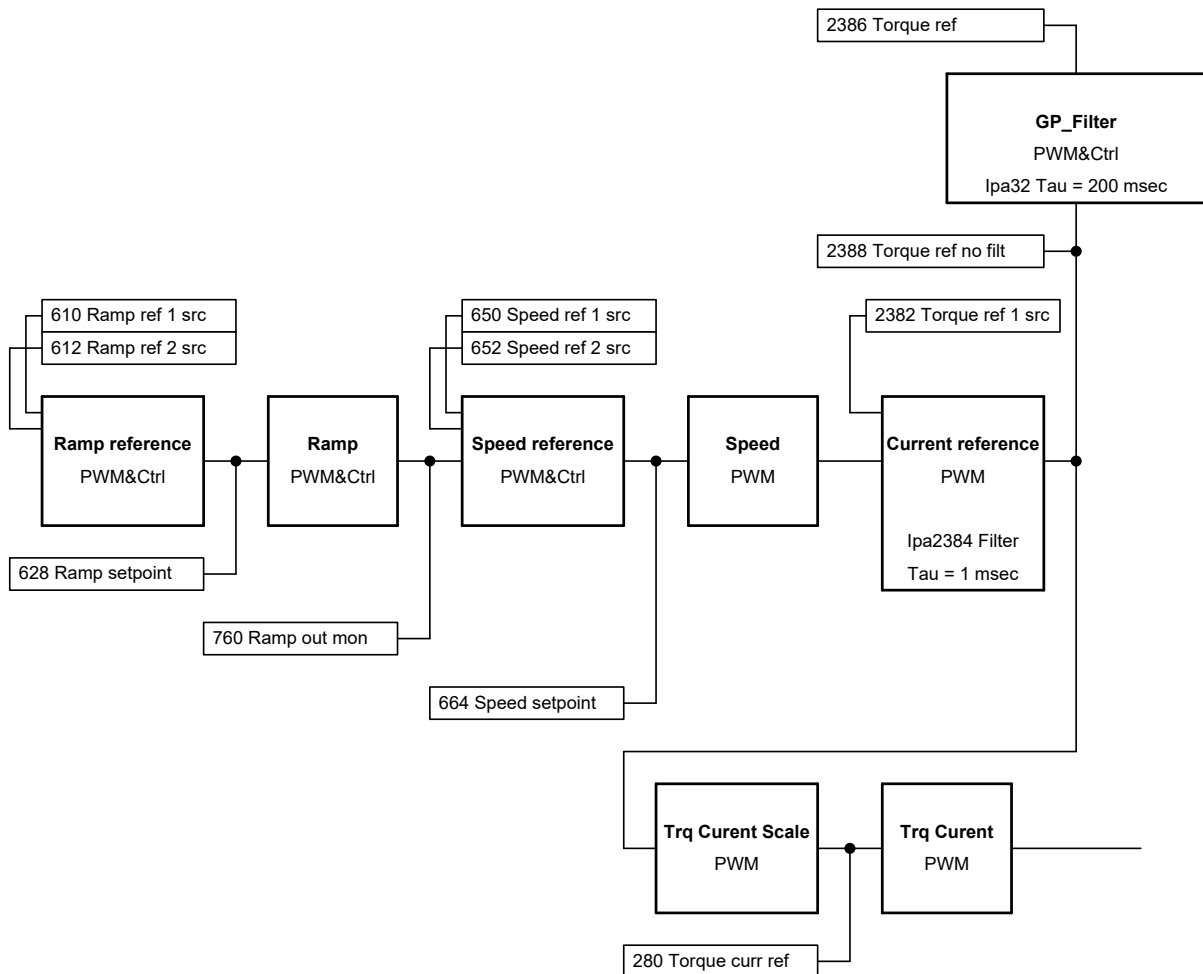 2386 Torque ref
GP_Filter
PWM&Ctrl
Ipa32 Tau = 200 msec
2388 Torque ref no filt
610 Ramp ref 1 src
612 Ramp ref 2 src
650 Speed ref 1 src
652 Speed ref 2 src
2382 Torque ref 1 src
Ramp reference
PWM&Ctrl
Ramp
PWM&Ctrl
Speed reference
PWM&Ctrl
Speed
PWM
Current reference
PWM
Ipa2384 Filter
Tau = 1 msec
628 Ramp setpoint
760 Ramp out mon
664 Speed setpoint
Trq Curent Scale
PWM
Trq Curent
PWM
280 Torque curr ref